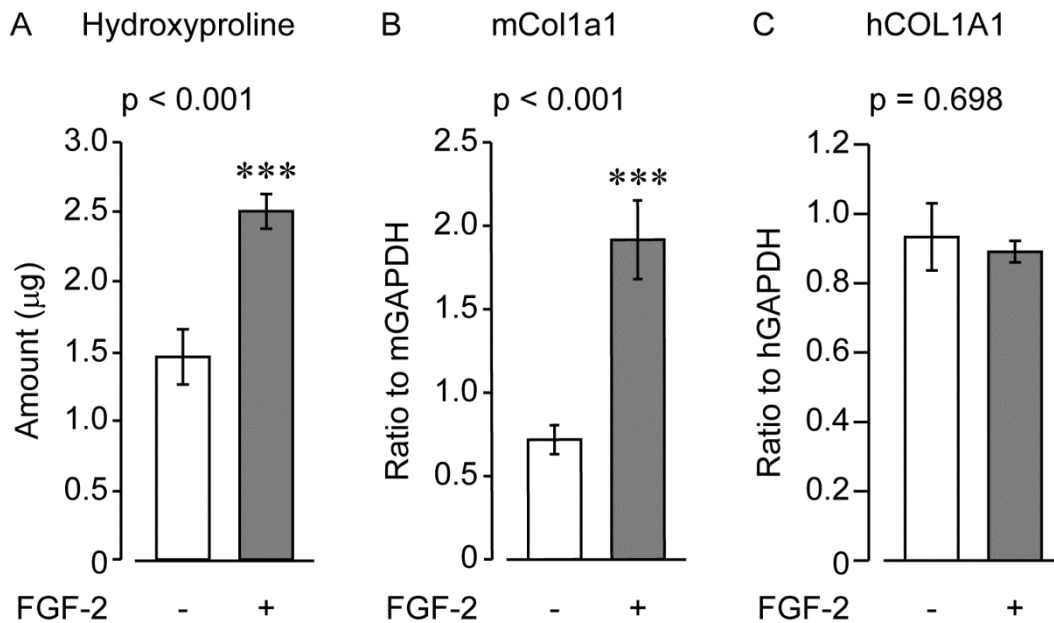 A Hydroxyproline
p < 0.001
***
3.0
2.5
2.0
1.5
1.0
0.5
0
Amount (μg)
FGF-2 - +
B mCol1a1
p < 0.001
***
2.5
2.0
1.5
1.0
0.5
0
Ratio to mGAPDH
FGF-2 - +
C hCOL1A1
p = 0.698
1.2
1.0
0.8
0.6
0.4
0.2
0
Ratio to hGAPDH
FGF-2 - +